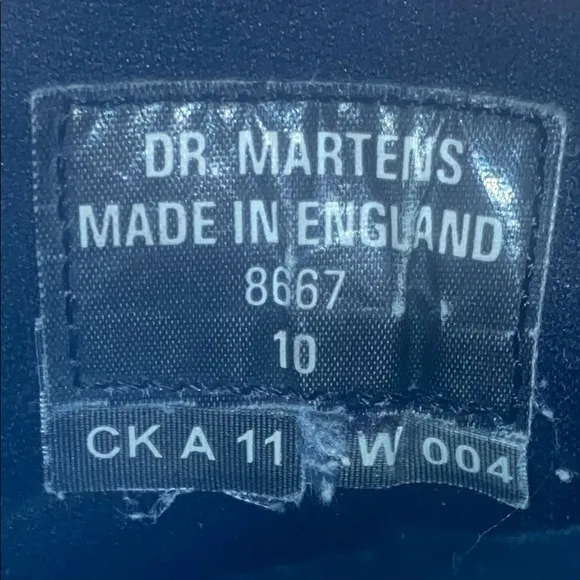 DR. MARTENS
MADE IN ENGLAND
8667
10
CK A 11 W 004